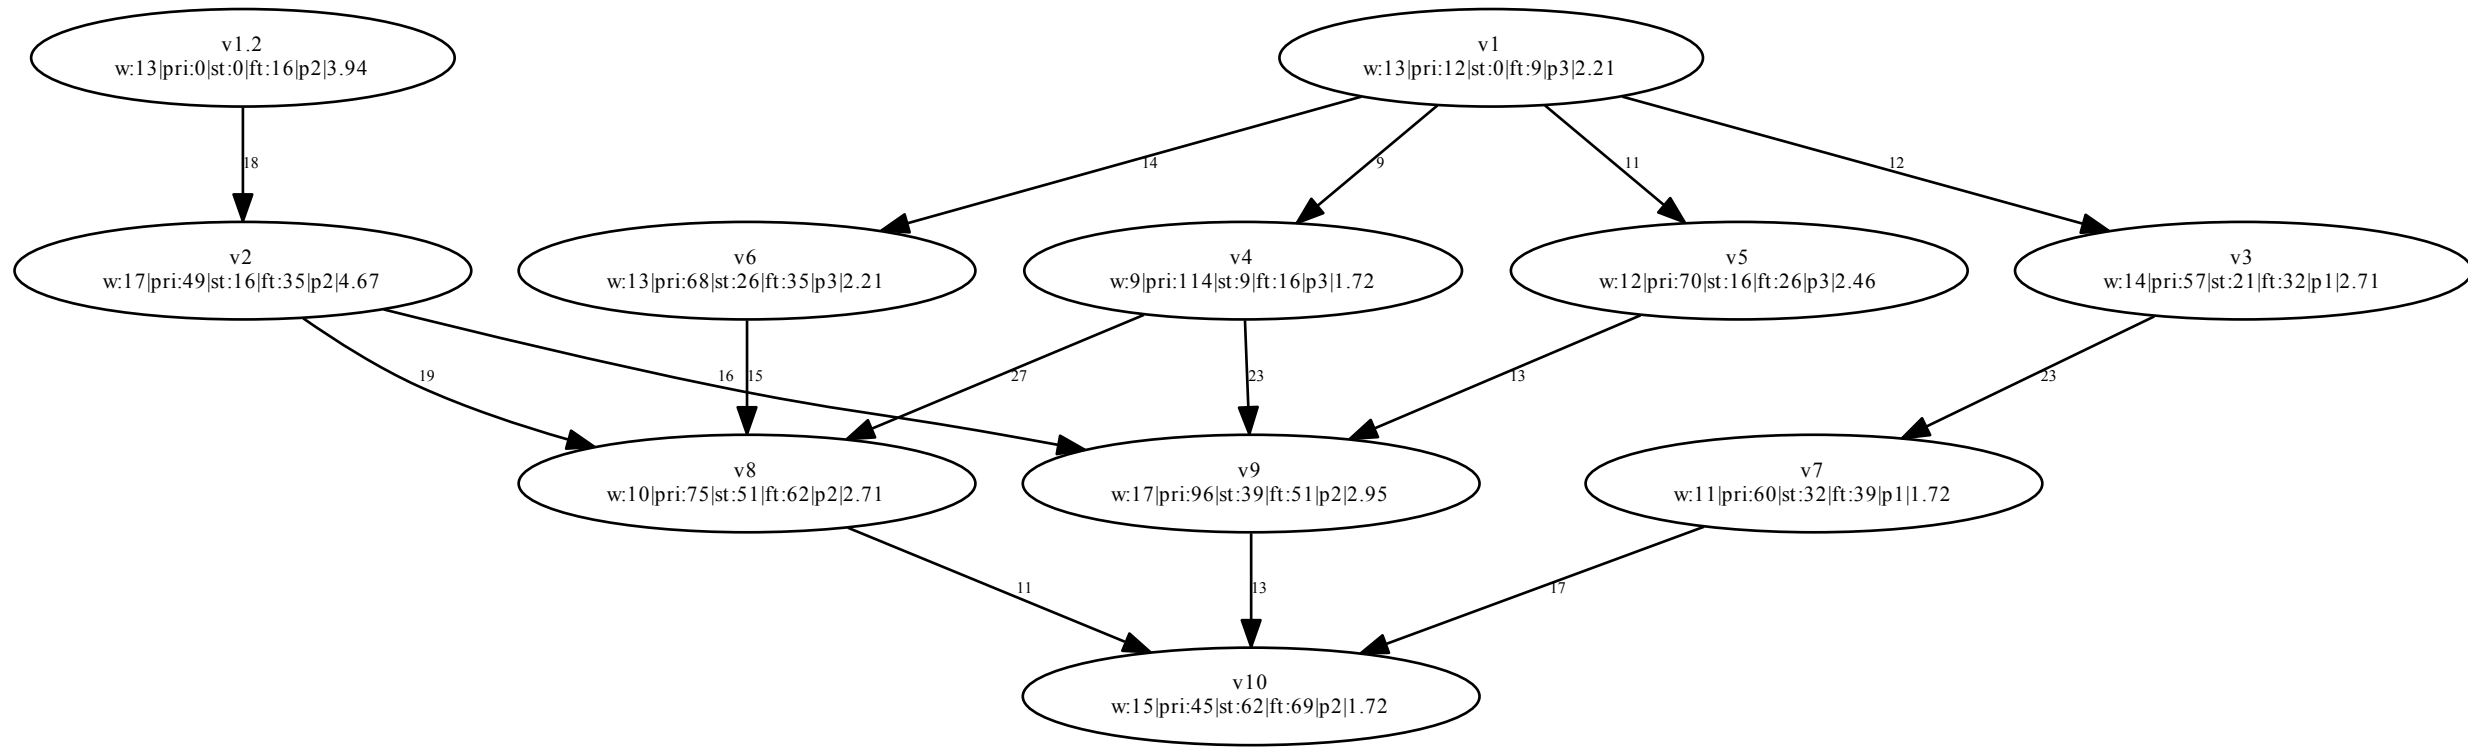 v1.2
w:13|pri:0|st:0|ft:16|p2|3.94
v1
w:13|pri:12|st:0|ft:9|p3|2.21
18
14
9
11
12
v2
w:17|pri:49|st:16|ft:35|p2|4.67
v6
w:13|pri:68|st:26|ft:35|p3|2.21
v4
w:9|pri:114|st:9|ft:16|p3|1.72
v5
w:12|pri:70|st:16|ft:26|p3|2.46
v3
w:14|pri:57|st:21|ft:32|p1|2.71
19
16
15
27
23
13
23
v8
w:10|pri:75|st:51|ft:62|p2|2.71
v9
w:17|pri:96|st:39|ft:51|p2|2.95
v7
w:11|pri:60|st:32|ft:39|p1|1.72
11
13
17
v10
w:15|pri:45|st:62|ft:69|p2|1.72